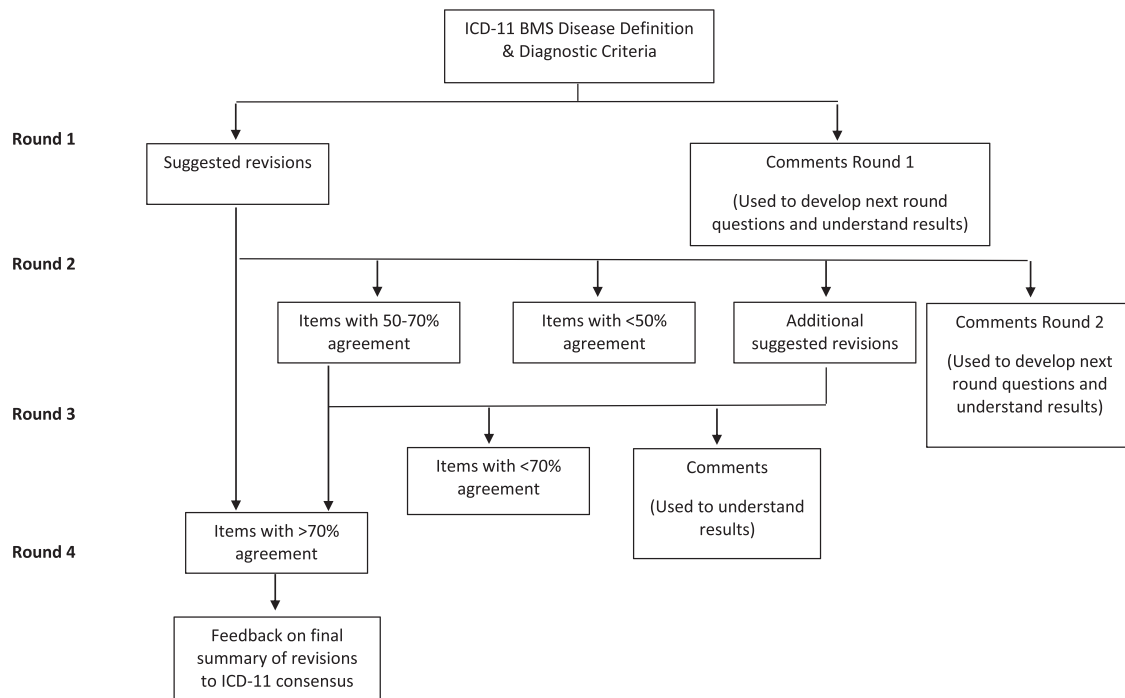 ICD-11 BMS Disease Definition
& Diagnostic Criteria
Round 1
Suggested revisions
Comments Round 1
(Used to develop next round
questions and understand results)
Round 2
Items with 50-70%
agreement
Items with <50%
agreement
Additional
suggested revisions
Comments Round 2
(Used to develop next
round questions and
understand results)
Round 3
Items with <70%
agreement
Comments
(Used to understand
results)
Round 4
Items with >70%
agreement
Feedback on final
summary of revisions
to ICD-11 consensus